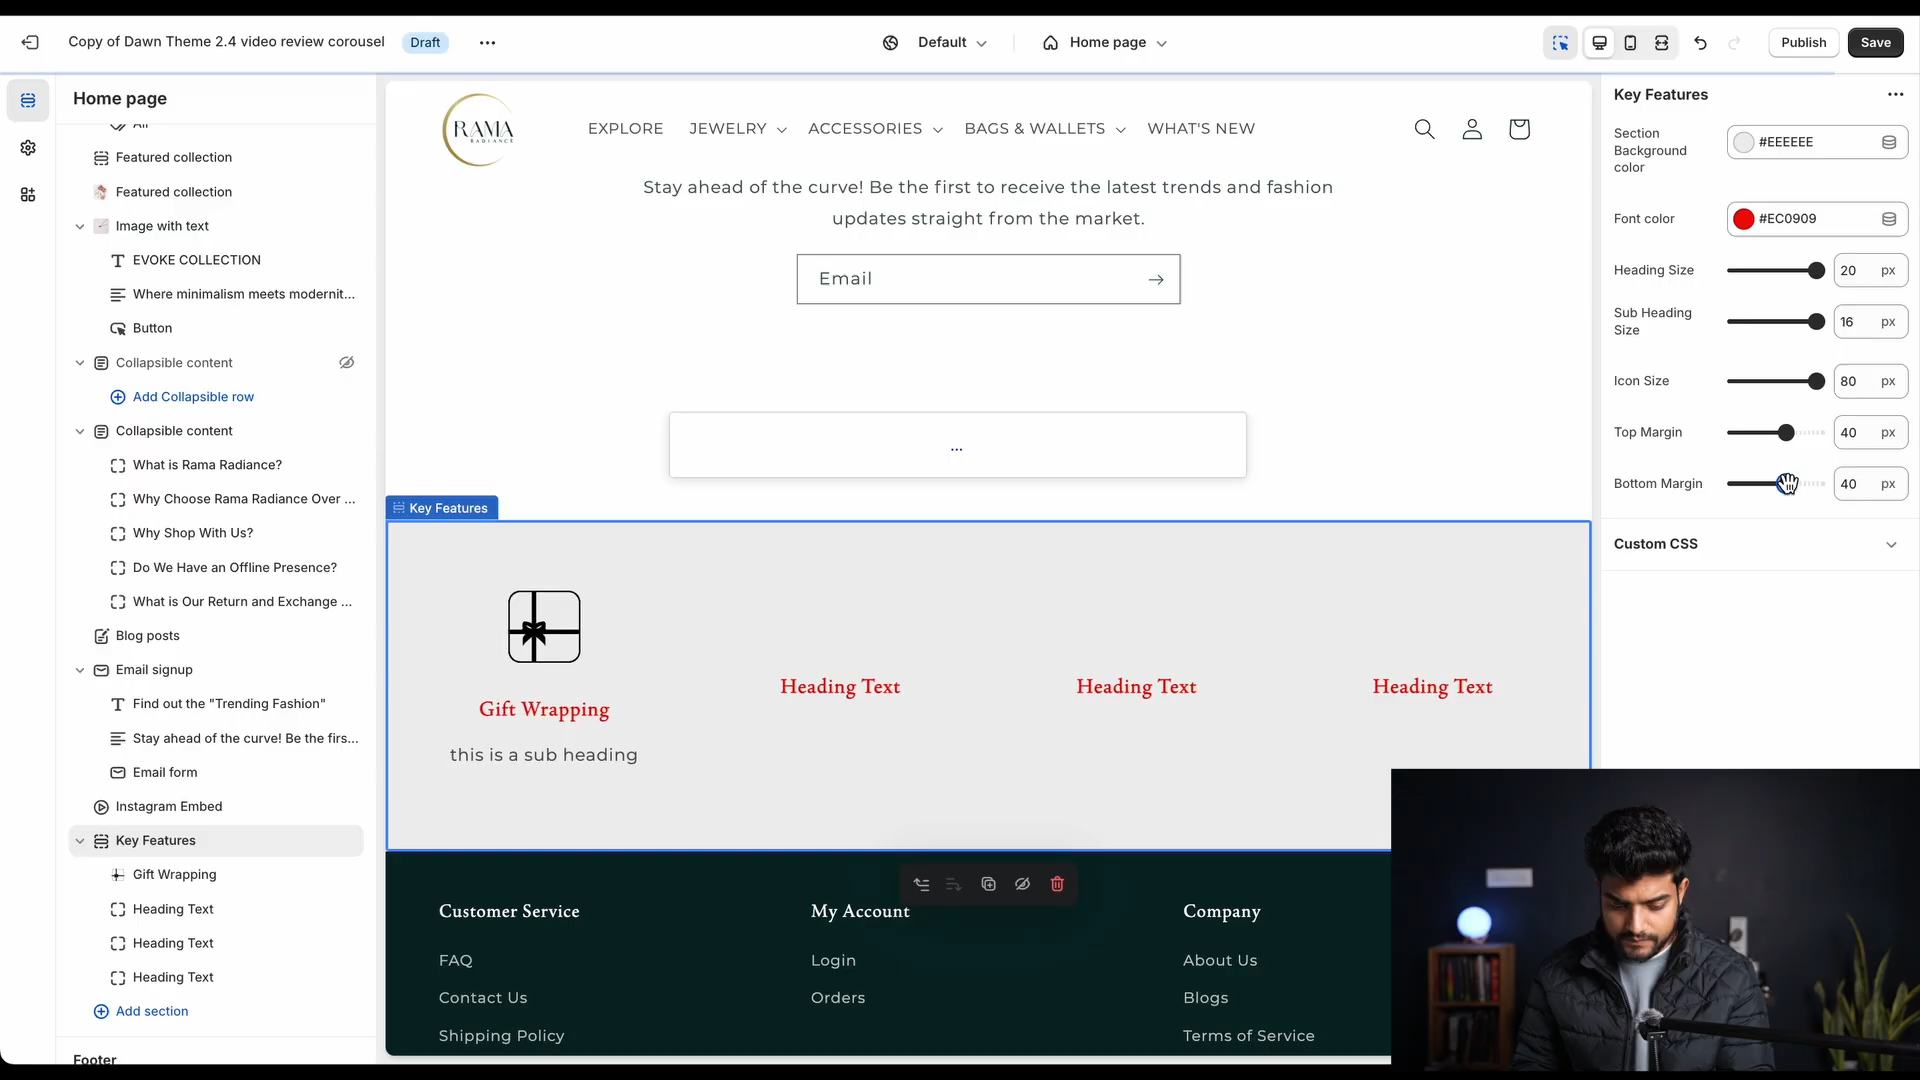 Copy of Dawn Theme 2.4 video review corousel
Draft
Default
Home page
Publish
Save
Home page
All
Featured collection
Featured collection
Image with text
EVOKE COLLECTION
Where minimalism meets modernit...
Button
Collapsible content
Add Collapsible row
Collapsible content
What is Rama Radiance?
Why Choose Rama Radiance Over ...
Why Shop With Us?
Do We Have an Offline Presence?
What is Our Return and Exchange ...
Blog posts
Email signup
Find out the "Trending Fashion"
Stay ahead of the curve! Be the firs...
Email form
Instagram Embed
Key Features
Gift Wrapping
Heading Text
Heading Text
Heading Text
Add section
Footer
RAMA
RADIANCE
EXPLORE
JEWELRY
ACCESSORIES
BAGS & WALLETS
WHAT'S NEW
Stay ahead of the curve! Be the first to receive the latest trends and fashion
updates straight from the market.
Email
...
Key Features
Gift Wrapping
this is a sub heading
Heading Text
Heading Text
Heading Text
Customer Service
FAQ
Contact Us
Shipping Policy
My Account
Login
Orders
Company
About Us
Blogs
Terms of Service
Key Features
Section
Background
color
#EEEEEE
Font color
#EC0909
Heading Size
20 px
Sub Heading
Size
16 px
Icon Size
80 px
Top Margin
40 px
Bottom Margin
40 px
Custom CSS